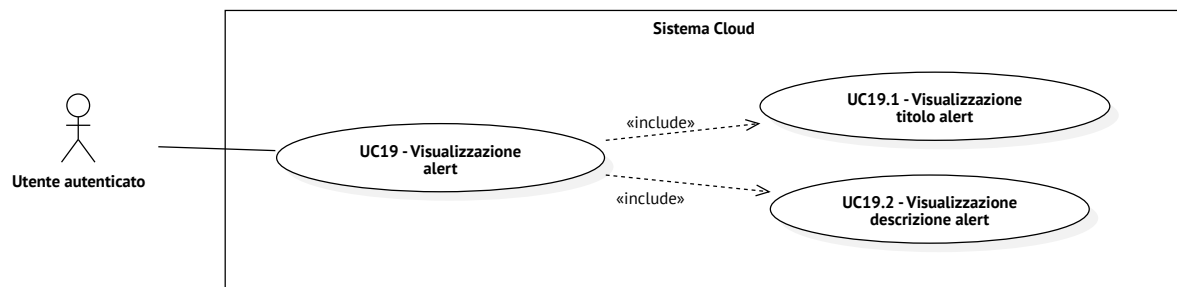 Sistema Cloud
UC19.1 - Visualizzazione
titolo alert
«include»
UC19 - Visualizzazione
alert
Utente autenticato
«include»
UC19.2 - Visualizzazione
descrizione alert